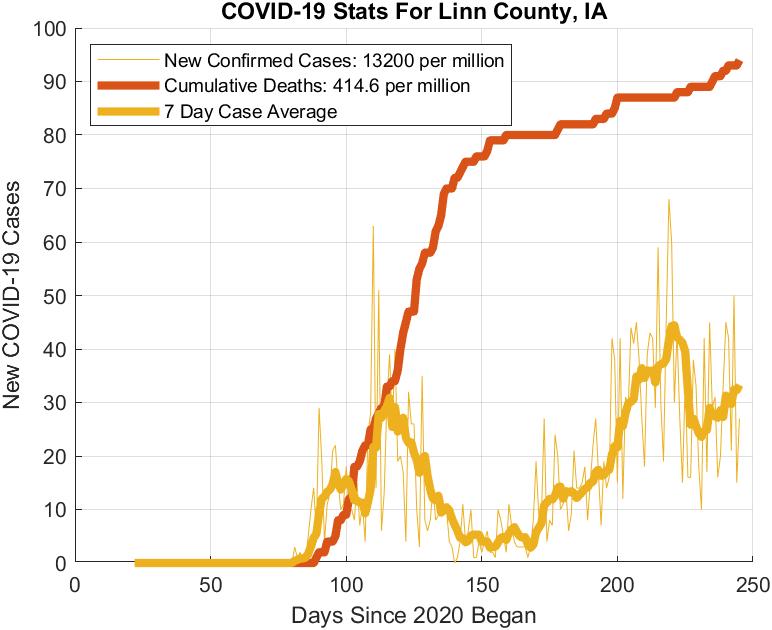 COVID-19 Stats For Linn County, IA
New Confirmed Cases: 13200 per million
Cumulative Deaths: 414.6 per million
7 Day Case Average
New COVID-19 Cases
100
90
80
70
60
50
40
30
20
10
0
0 50 100 150 200 250
Days Since 2020 Began